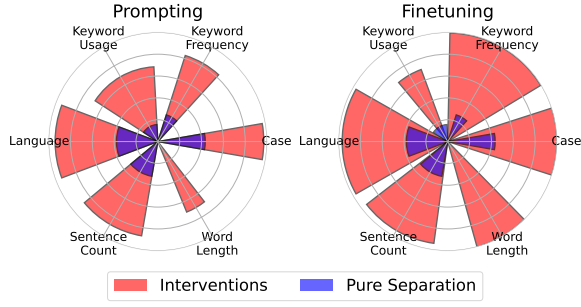 Prompting
Finetuning
Keyword
Usage
Keyword
Frequency
Language
Case
Sentence
Count
Word
Length
Keyword
Usage
Keyword
Frequency
Language
Case
Sentence
Count
Word
Length
Interventions
Pure Separation